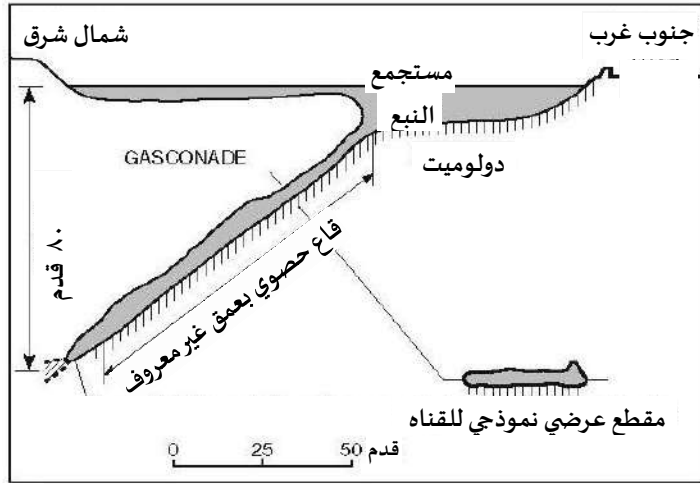 جنوب غرب
شمال شرق
مستجمع
النبع
GASCONADE
دولوميت
٨٠ قدم
قاع حصوي بعمق غير معروف
مقطع عرضي نموذجي للقناه
0 25 50 قدم